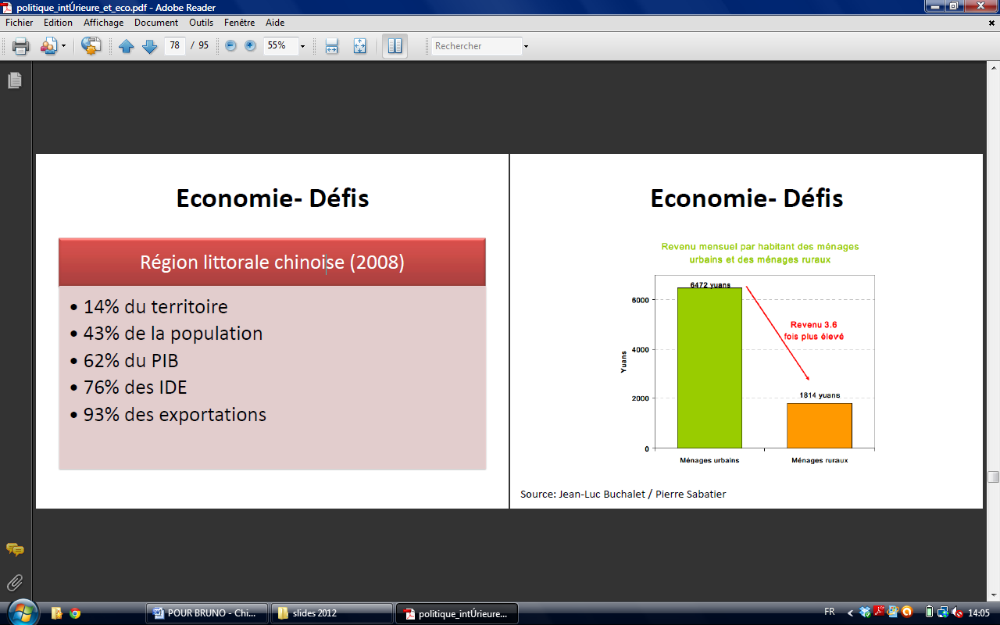 politique_intÚrieure_et_eco.pdf - Adobe Reader
Fichier Edition Affichage Document Outils Fenêtre Aide
78 / 95 55% Rechercher
Economie- Défis
Région littorale chinoise (2008)
• 14% du territoire
• 43% de la population
• 62% du PIB
• 76% des IDE
• 93% des exportations
Economie- Défis
Revenu mensuel par habitant des ménages
urbains et des ménages ruraux
6472 yuans
6000
Revenu 3.6
fois plus élevé
4000
Yuans
1814 yuans
2000
0
Ménages urbains Ménages ruraux
Source: Jean-Luc Buchalet / Pierre Sabatier
POUR BRUNO - Chi... slides 2012 politique_intÚrieure... FR 14:05